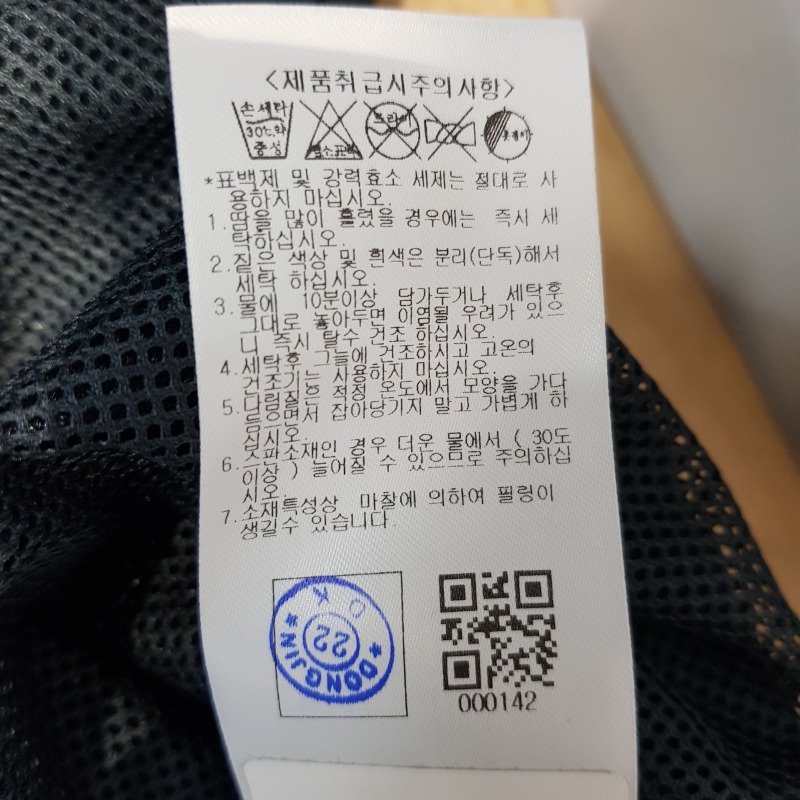 <제품취급시주의사항>
손세탁
30℃,약
중성
염소표백
드라이
옷걸이
*표백제 및 강력효소 세제는 절대로 사
용하지 마십시오.
1.땀을 많이 흘렸을 경우에는 즉시 세
탁하십시오.
2.짙은 색상 및 흰색은 분리(단독)해서
세탁 하십시오.
3.물에 10분이상 담가두거나 세탁후
그대로 놓아두면 이염될 우려가 있으
니 즉시 탈수 건조 하십시오.
4.세탁후 그늘에 건조하시고 고온의
건조기는 사용하지 마십시오.
5.다림질은 적정 온도에서 모양을 가다
듬으면서 잡아당기지 말고 가볍게 하
십시오.
6.넛판소재인 경우 더운 물에서 ( 30도
이상 ) 늘어질 수 있으므로 주의하십
시오.
7.소재특성상 마찰에 의하여 필링이
생길수 있습니다.
OK
22
* DONGJIN *
000142